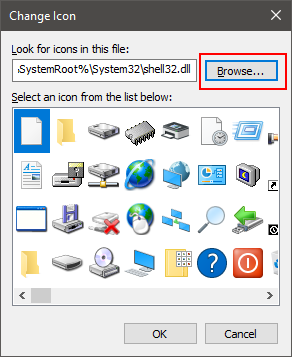 Change Icon
Look for icons in this file:
SystemRoot%\System32\shell32.dll
Browse...
Select an icon from the list below:
OK
Cancel